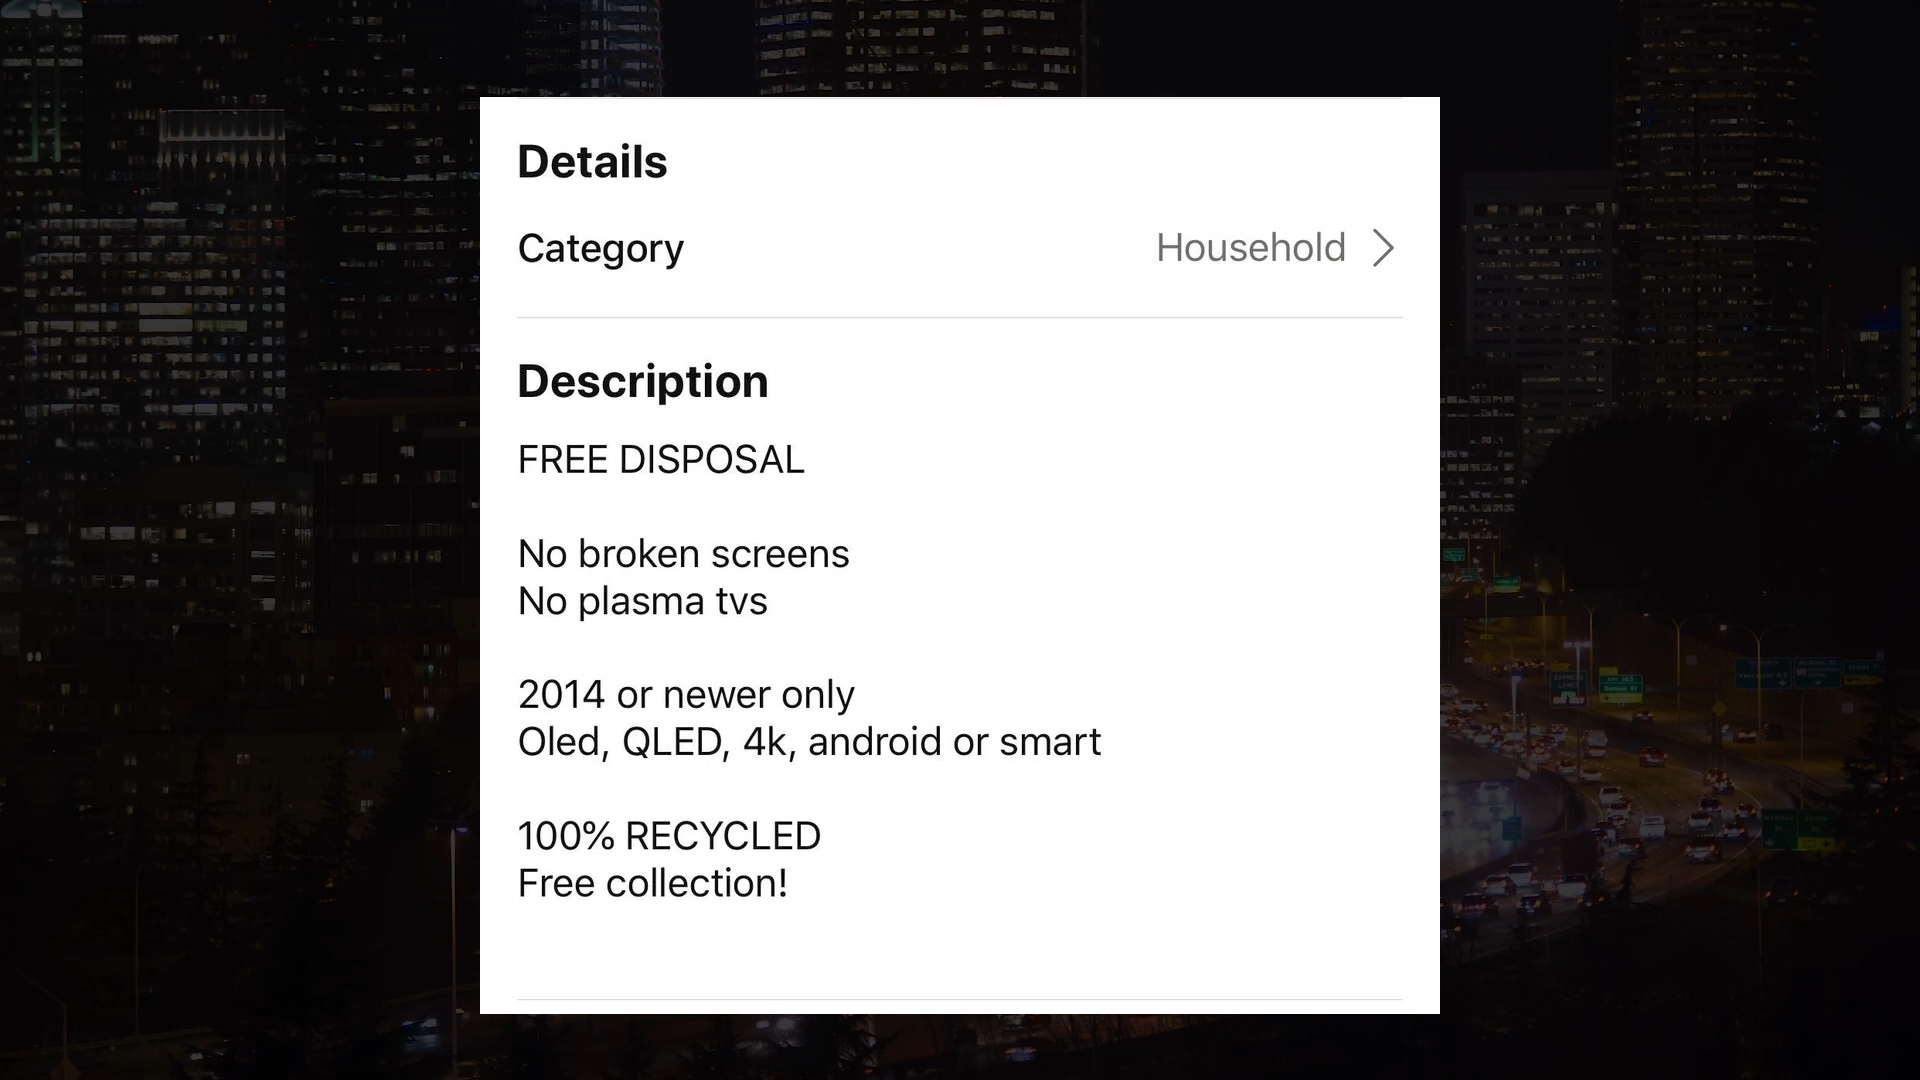 Details
Category
Household
Description
FREE DISPOSAL
No broken screens
No plasma tvs
2014 or newer only
Oled, QLED, 4k, android or smart
100% RECYCLED
Free collection!